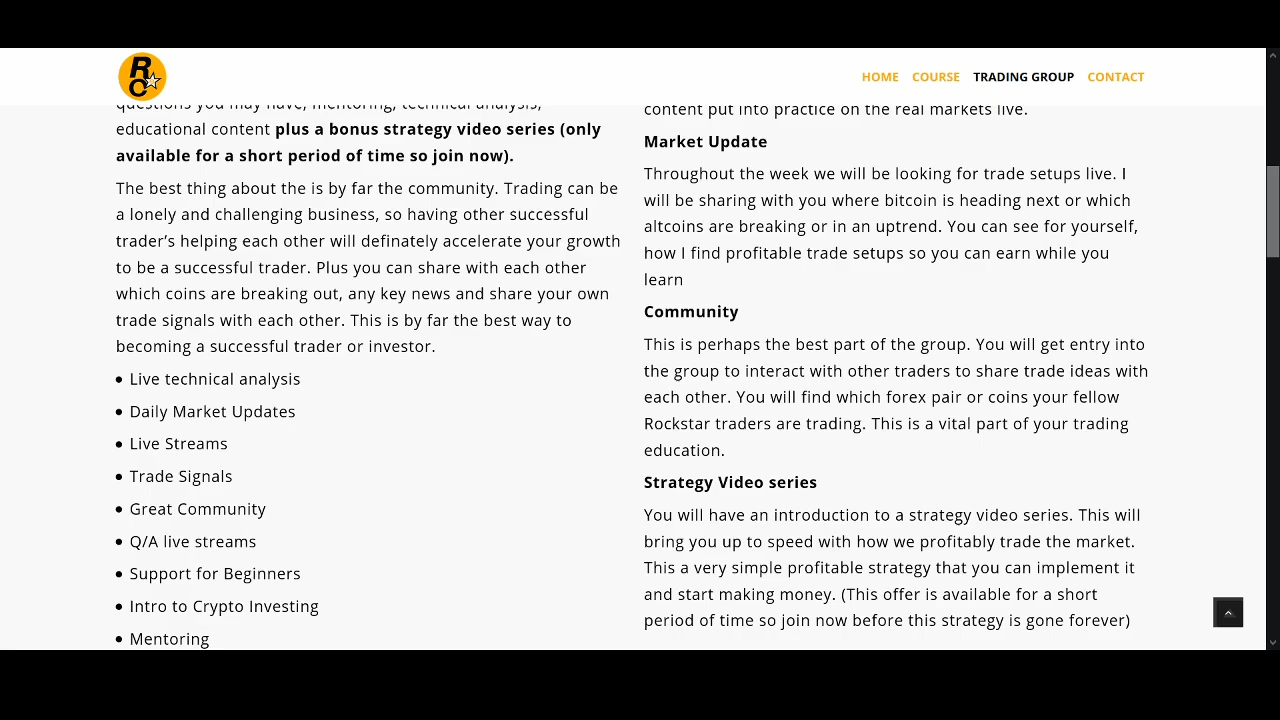 R
C
HOME COURSE TRADING GROUP CONTACT
questions you may have, mentoring, technical analysis,
educational content plus a bonus strategy video series (only
available for a short period of time so join now).
The best thing about the is by far the community. Trading can be
a lonely and challenging business, so having other successful
trader’s helping each other will definately accelerate your growth
to be a successful trader. Plus you can share with each other
which coins are breaking out, any key news and share your own
trade signals with each other. This is by far the best way to
becoming a successful trader or investor.
• Live technical analysis
• Daily Market Updates
• Live Streams
• Trade Signals
• Great Community
• Q/A live streams
• Support for Beginners
• Intro to Crypto Investing
• Mentoring
content put into practice on the real markets live.
Market Update
Throughout the week we will be looking for trade setups live. I
will be sharing with you where bitcoin is heading next or which
altcoins are breaking or in an uptrend. You can see for yourself,
how I find profitable trade setups so you can earn while you
learn
Community
This is perhaps the best part of the group. You will get entry into
the group to interact with other traders to share trade ideas with
each other. You will find which forex pair or coins your fellow
Rockstar traders are trading. This is a vital part of your trading
education.
Strategy Video series
You will have an introduction to a strategy video series. This will
bring you up to speed with how we profitably trade the market.
This a very simple profitable strategy that you can implement it
and start making money. (This offer is available for a short
period of time so join now before this strategy is gone forever)